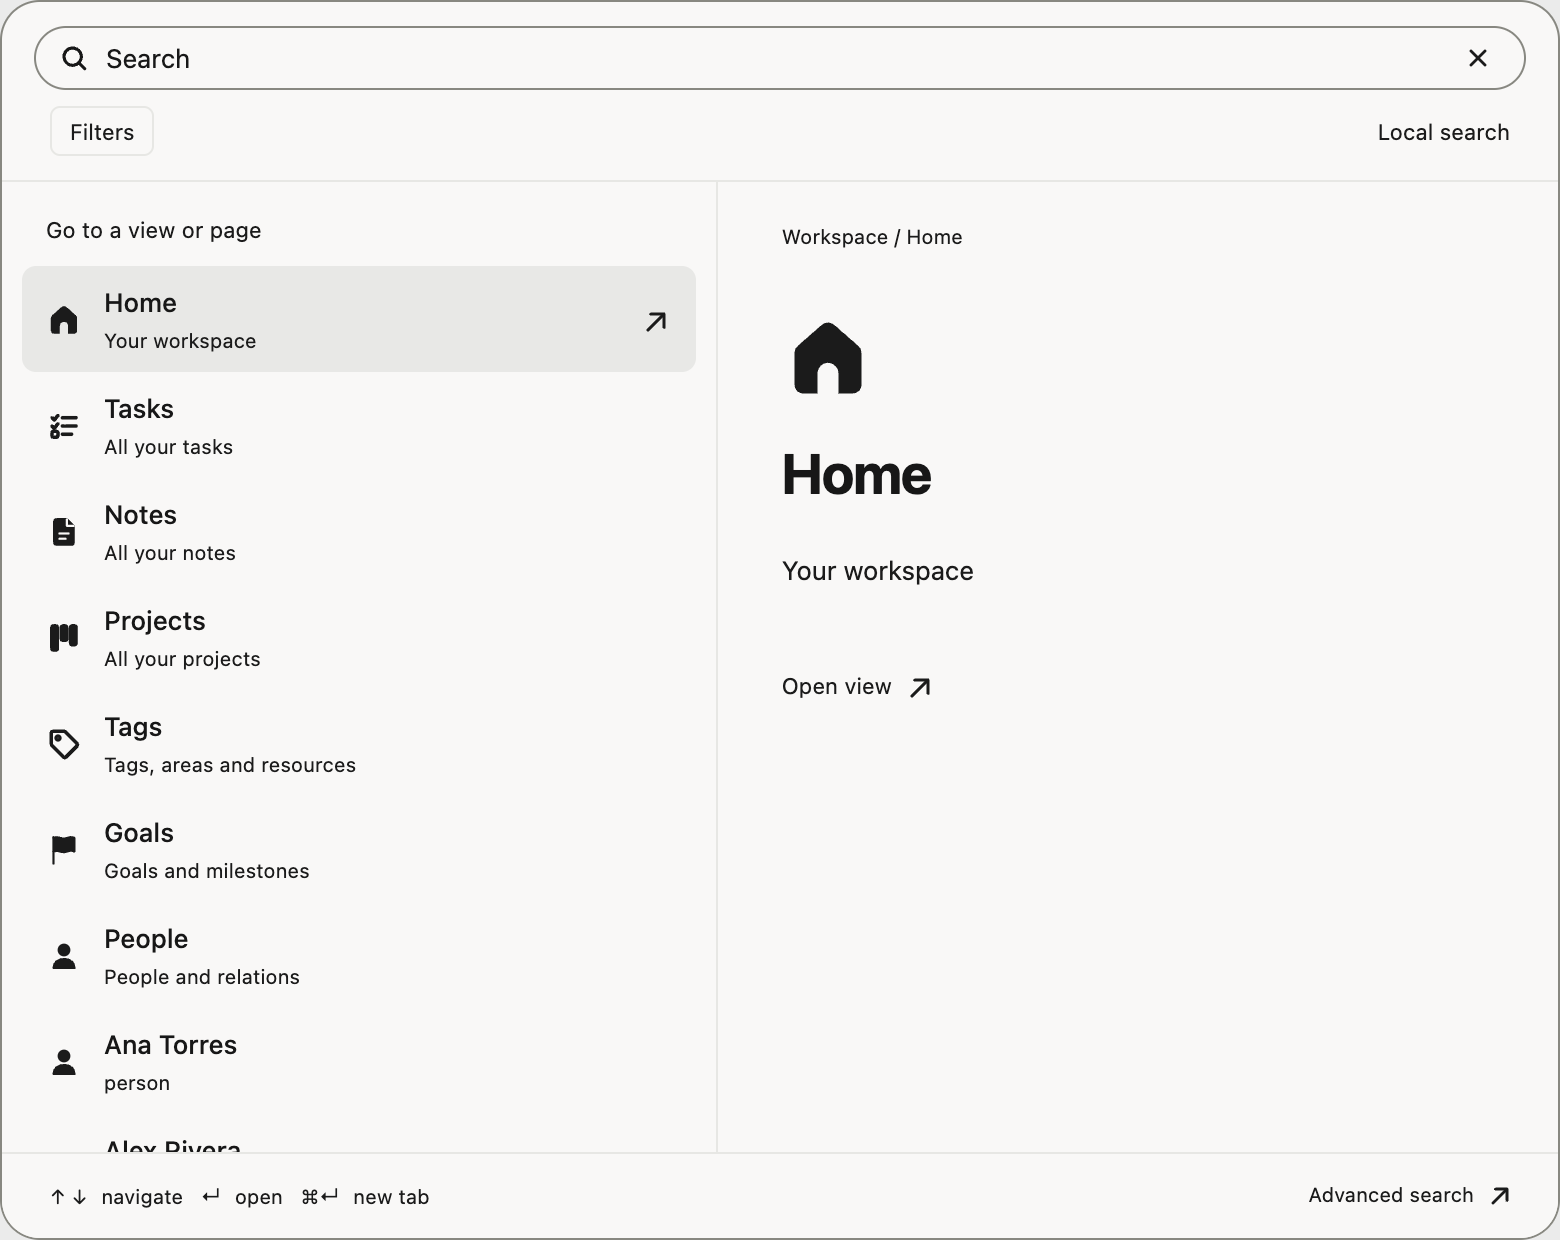 Search
Filters
Local search
Go to a view or page
Home
Your workspace
Tasks
All your tasks
Notes
All your notes
Projects
All your projects
Tags
Tags, areas and resources
Goals
Goals and milestones
People
People and relations
Ana Torres
person
Alex Rivera
Workspace / Home
Home
Your workspace
Open view
↑ ↓ navigate ↵ open ⌘↵ new tab
Advanced search